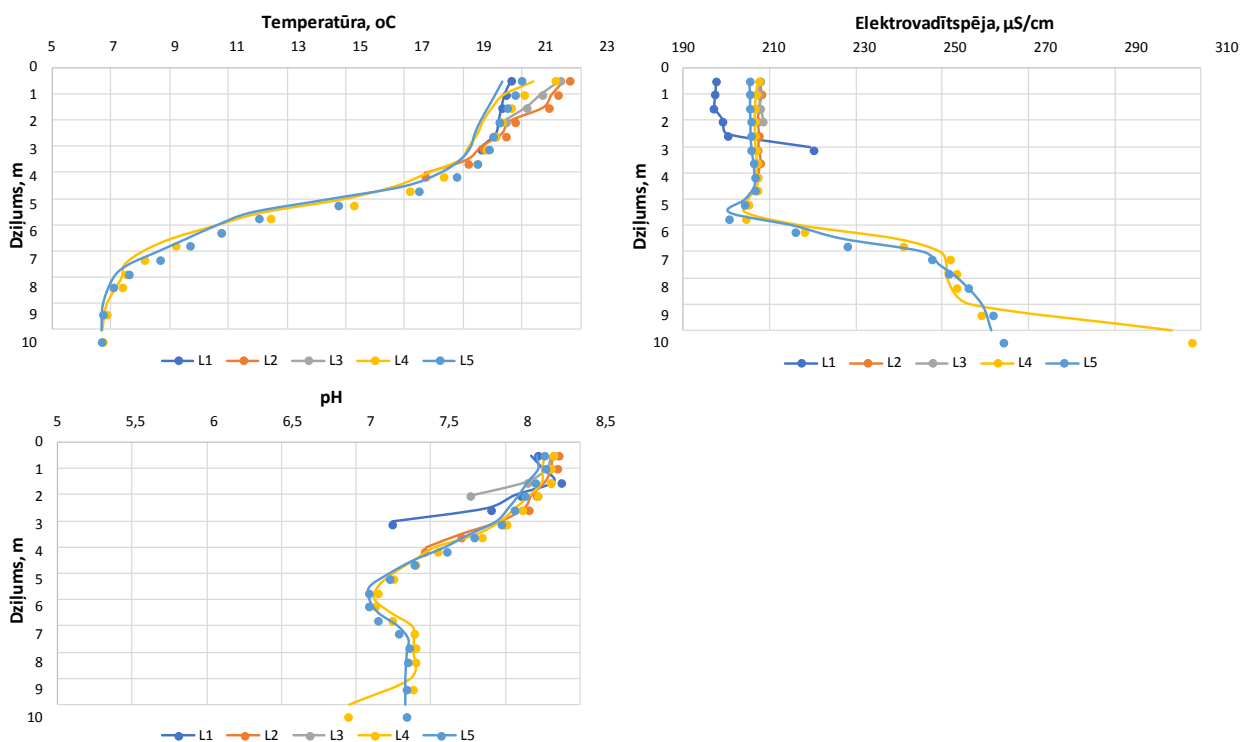 Temperatūra, oC
5 7 9 11 13 15 17 19 21 23
0
1
2
3
4
5
6
7
8
9
10
Dziļums, m
L1 L2 L3 L4 L5
Elektrovadītspēja, µS/cm
190 210 230 250 270 290 310
0
1
2
3
4
5
6
7
8
9
10
Dziļums, m
L1 L2 L3 L4 L5
pH
5 5,5 6 6,5 7 7,5 8 8,5
0
1
2
3
4
5
6
7
8
9
10
Dziļums, m
L1 L2 L3 L4 L5